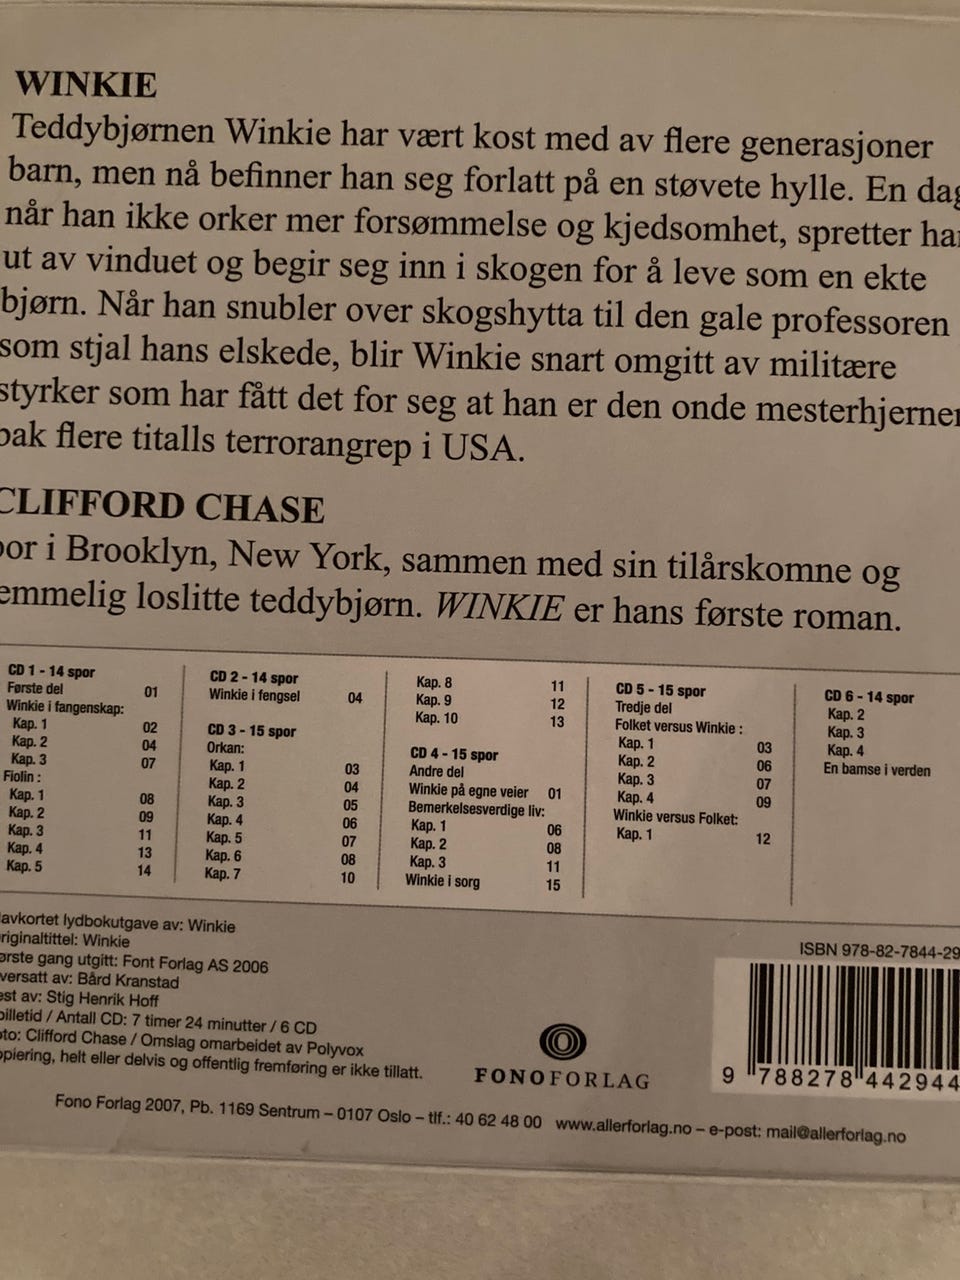 WINKIE
Teddybjørnen Winkie har vært kost med av flere generasjoner
barn, men nå befinner han seg forlatt på en støvete hylle. En dag
når han ikke orker mer forsømmelse og kjedsomhet, spretter han
ut av vinduet og begir seg inn i skogen for å leve som en ekte
bjørn. Når han snubler over skogshytta til den gale professoren
som stjal hans elskede, blir Winkie snart omgitt av militære
styrker som har fått det for seg at han er den onde mesterhjernen
bak flere titalls terrorangrep i USA.
CLIFFORD CHASE
bor i Brooklyn, New York, sammen med sin tilårskomne og
emmelig loslitte teddybjørn. WINKIE er hans første roman.
CD 1 - 14 spor
Første del 01
Winkie i fangenskap:
Kap. 1 02
Kap. 2 04
Kap. 3 07
Fiolin :
Kap. 1 08
Kap. 2 09
Kap. 3 11
Kap. 4 13
Kap. 5 14
CD 2 - 14 spor
Winkie i fengsel 04
CD 3 - 15 spor
Orkan:
Kap. 1 03
Kap. 2 04
Kap. 3 05
Kap. 4 06
Kap. 5 07
Kap. 6 08
Kap. 7 10
Kap. 8 11
Kap. 9 12
Kap. 10 13
CD 4 - 15 spor
Andre del
Winkie på egne veier 01
Bemerkelsesverdige liv:
Kap. 1 06
Kap. 2 08
Kap. 3 11
Winkie i sorg 15
CD 5 - 15 spor
Tredje del
Folket versus Winkie :
Kap. 1 03
Kap. 2 06
Kap. 3 07
Kap. 4 09
Winkie versus Folket:
Kap. 1 12
CD 6 - 14 spor
Kap. 2
Kap. 3
Kap. 4
En bamse i verden
avkortet lydbokutgave av: Winkie
riginaltittel: Winkie
ørste gang utgitt: Font Forlag AS 2006
versatt av: Bård Kranstad
est av: Stig Henrik Hoff
pilletid / Antall CD: 7 timer 24 minutter / 6 CD
oto: Clifford Chase / Omslag omarbeidet av Polyvox
opiering, helt eller delvis og offentlig fremføring er ikke tillatt.
FONOFORLAG
ISBN 978-82-7844-29
9 788278 442944
Fono Forlag 2007, Pb. 1169 Sentrum – 0107 Oslo – tlf.: 40 62 48 00 www.allerforlag.no – e-post: mail@allerforlag.no